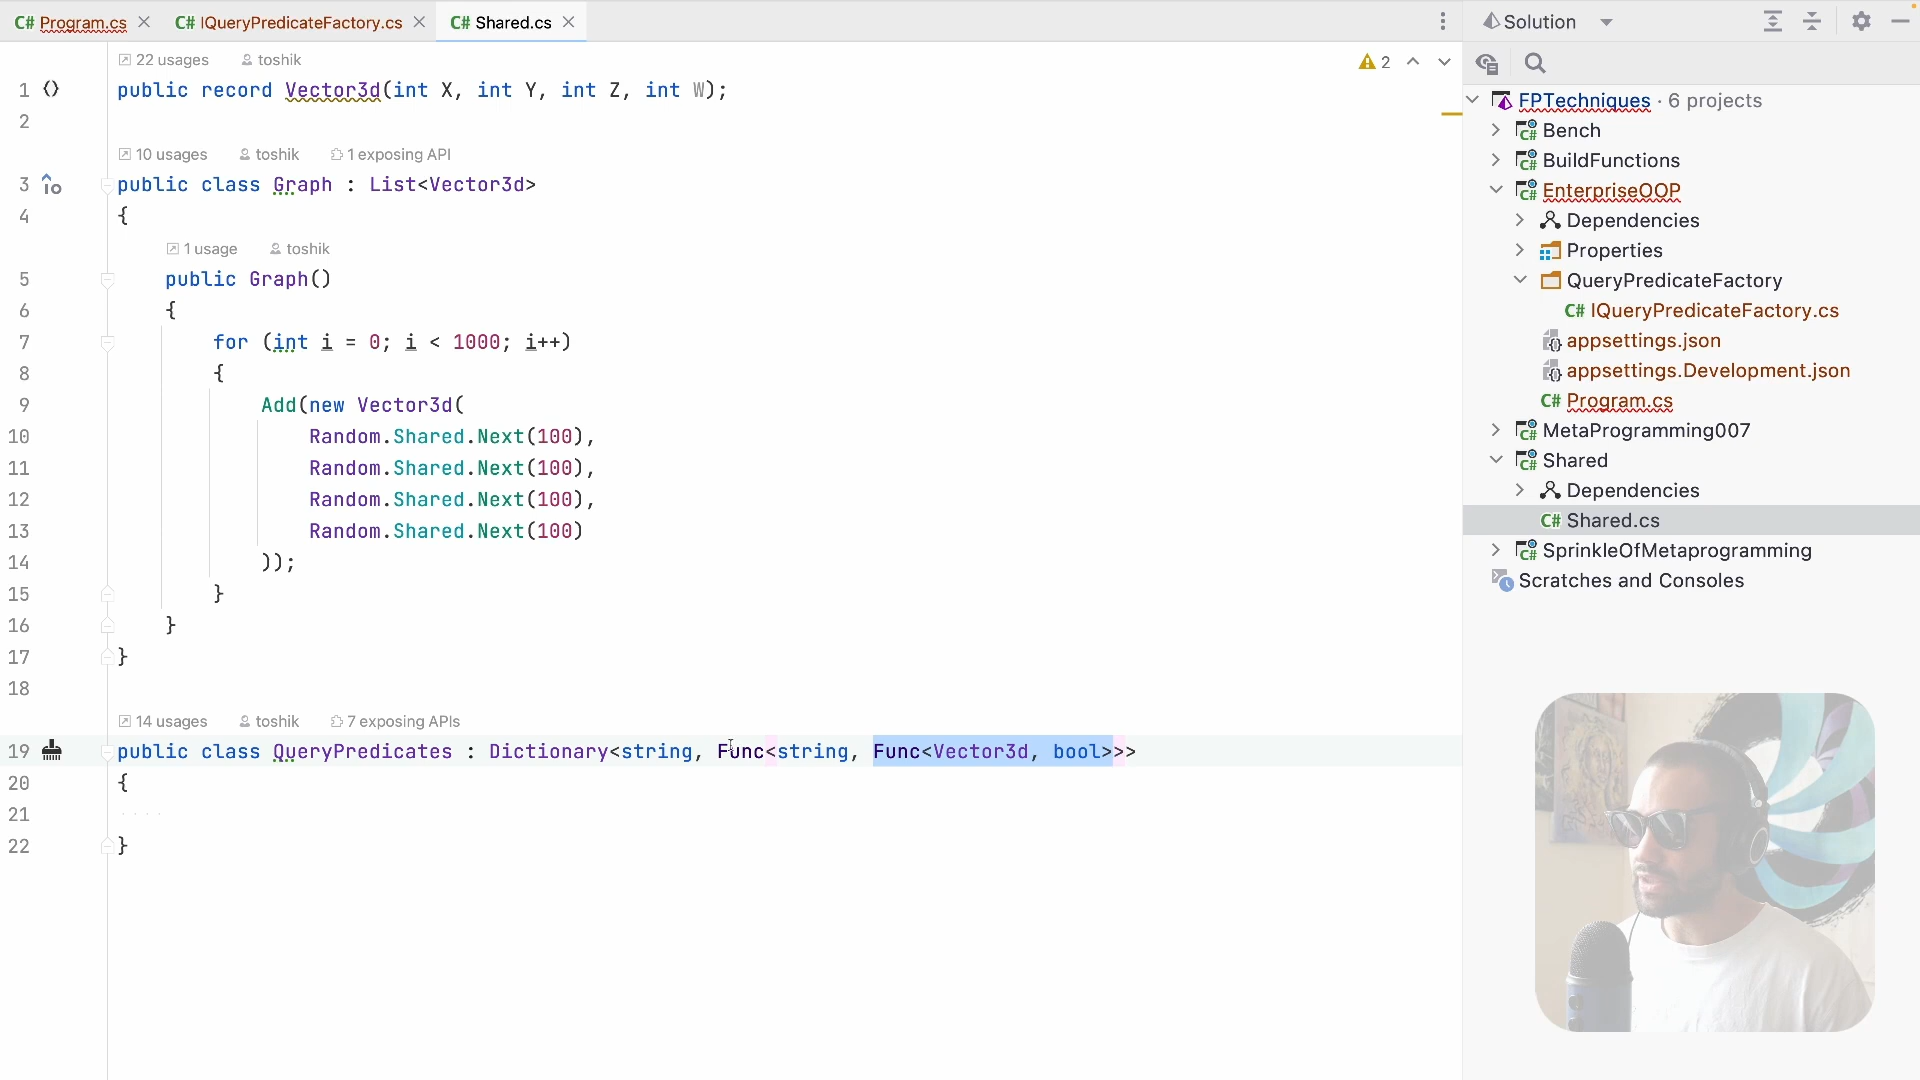 C# Program.cs
C# IQueryPredicateFactory.cs
C# Shared.cs
22 usages toshik
2
1 public record Vector3d(int X, int Y, int Z, int W);
2
10 usages toshik 1 exposing API
3 public class Graph : List<Vector3d>
4 {
1 usage toshik
5 public Graph()
6 {
7 for (int i = 0; i < 1000; i++)
8 {
9 Add(new Vector3d(
10 Random.Shared.Next(100),
11 Random.Shared.Next(100),
12 Random.Shared.Next(100),
13 Random.Shared.Next(100)
14 ));
15 }
16 }
17 }
18
14 usages toshik 7 exposing APIs
19 public class QueryPredicates : Dictionary<string, Func<string, Func<Vector3d, bool>>>
20 {
21
22 }
Solution
FPTechniques · 6 projects
C# Bench
C# BuildFunctions
C# EnterpriseOOP
Dependencies
Properties
QueryPredicateFactory
C# IQueryPredicateFactory.cs
appsettings.json
appsettings.Development.json
C# Program.cs
C# MetaProgramming007
C# Shared
Dependencies
C# Shared.cs
C# SprinkleOfMetaprogramming
Scratches and Consoles